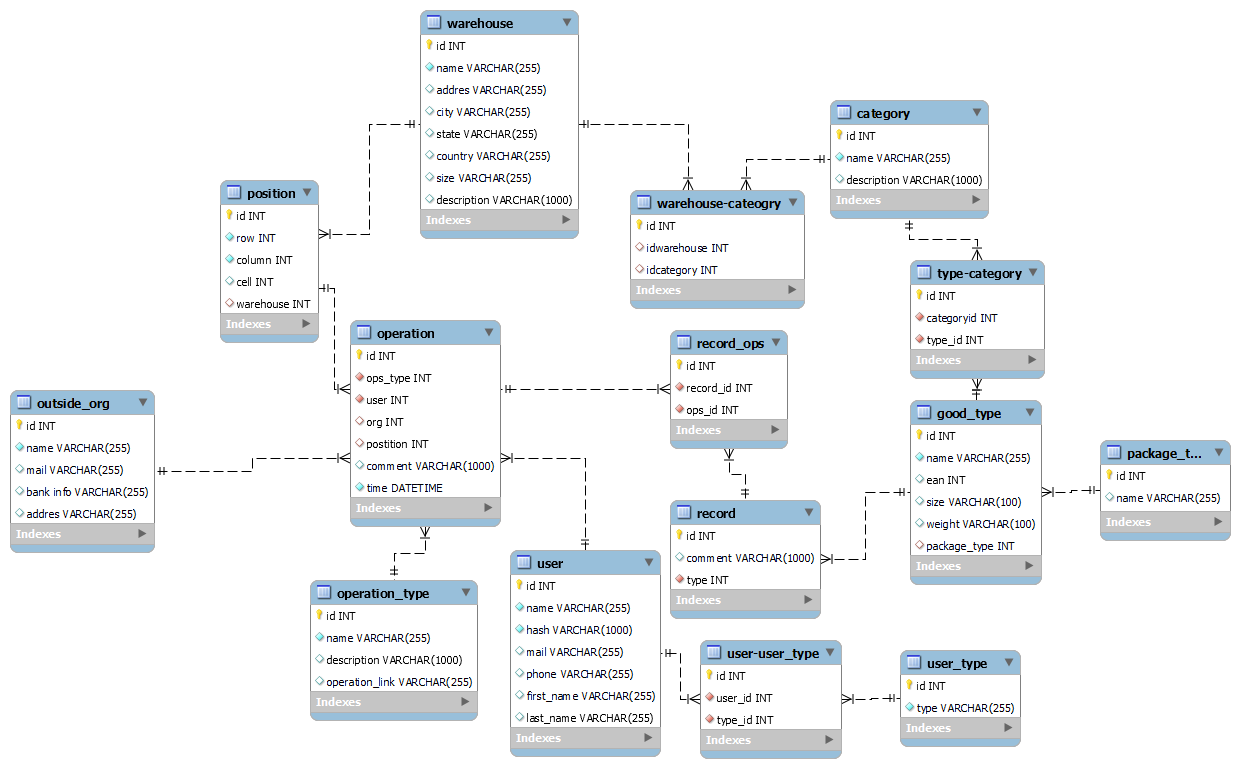 warehouse
id INT
name VARCHAR(255)
addres VARCHAR(255)
city VARCHAR(255)
state VARCHAR(255)
country VARCHAR(255)
size VARCHAR(255)
description VARCHAR(1000)
Indexes
category
id INT
name VARCHAR(255)
description VARCHAR(1000)
Indexes
position
id INT
row INT
column INT
cell INT
warehouse INT
Indexes
warehouse-cateogry
id INT
idwarehouse INT
idcategory INT
Indexes
type-category
id INT
categoryid INT
type_id INT
Indexes
operation
id INT
ops_type INT
user INT
org INT
postition INT
comment VARCHAR(1000)
time DATETIME
Indexes
record_ops
id INT
record_id INT
ops_id INT
Indexes
outside_org
id INT
name VARCHAR(255)
mail VARCHAR(255)
bank info VARCHAR(255)
addres VARCHAR(255)
Indexes
good_type
id INT
name VARCHAR(255)
ean INT
size VARCHAR(100)
weight VARCHAR(100)
package_type INT
Indexes
package_t...
id INT
name VARCHAR(255)
Indexes
record
id INT
comment VARCHAR(1000)
type INT
Indexes
user
id INT
name VARCHAR(255)
hash VARCHAR(1000)
mail VARCHAR(255)
phone VARCHAR(255)
first_name VARCHAR(255)
last_name VARCHAR(255)
Indexes
operation_type
id INT
name VARCHAR(255)
description VARCHAR(1000)
operation_link VARCHAR(255)
Indexes
user-user_type
id INT
user_id INT
type_id INT
Indexes
user_type
id INT
type VARCHAR(255)
Indexes